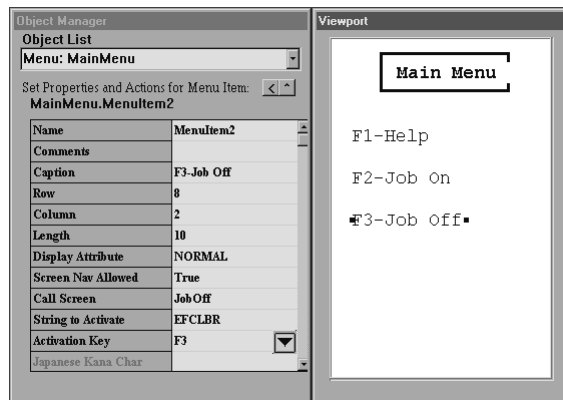 Object Manager
Object List
Menu: MainMenu
Set Properties and Actions for Menu Item:
MainMenu.MenuItem2
Name MenuItem2
Comments
Caption F3-Job Off
Row 8
Column 2
Length 10
Display Attribute NORMAL
Screen Nav Allowed True
Call Screen JobOff
String to Activate EFCLBR
Activation Key F3
Japanese Kana Char
Viewport
Main Menu
F1-Help
F2-Job On
F3-Job Off